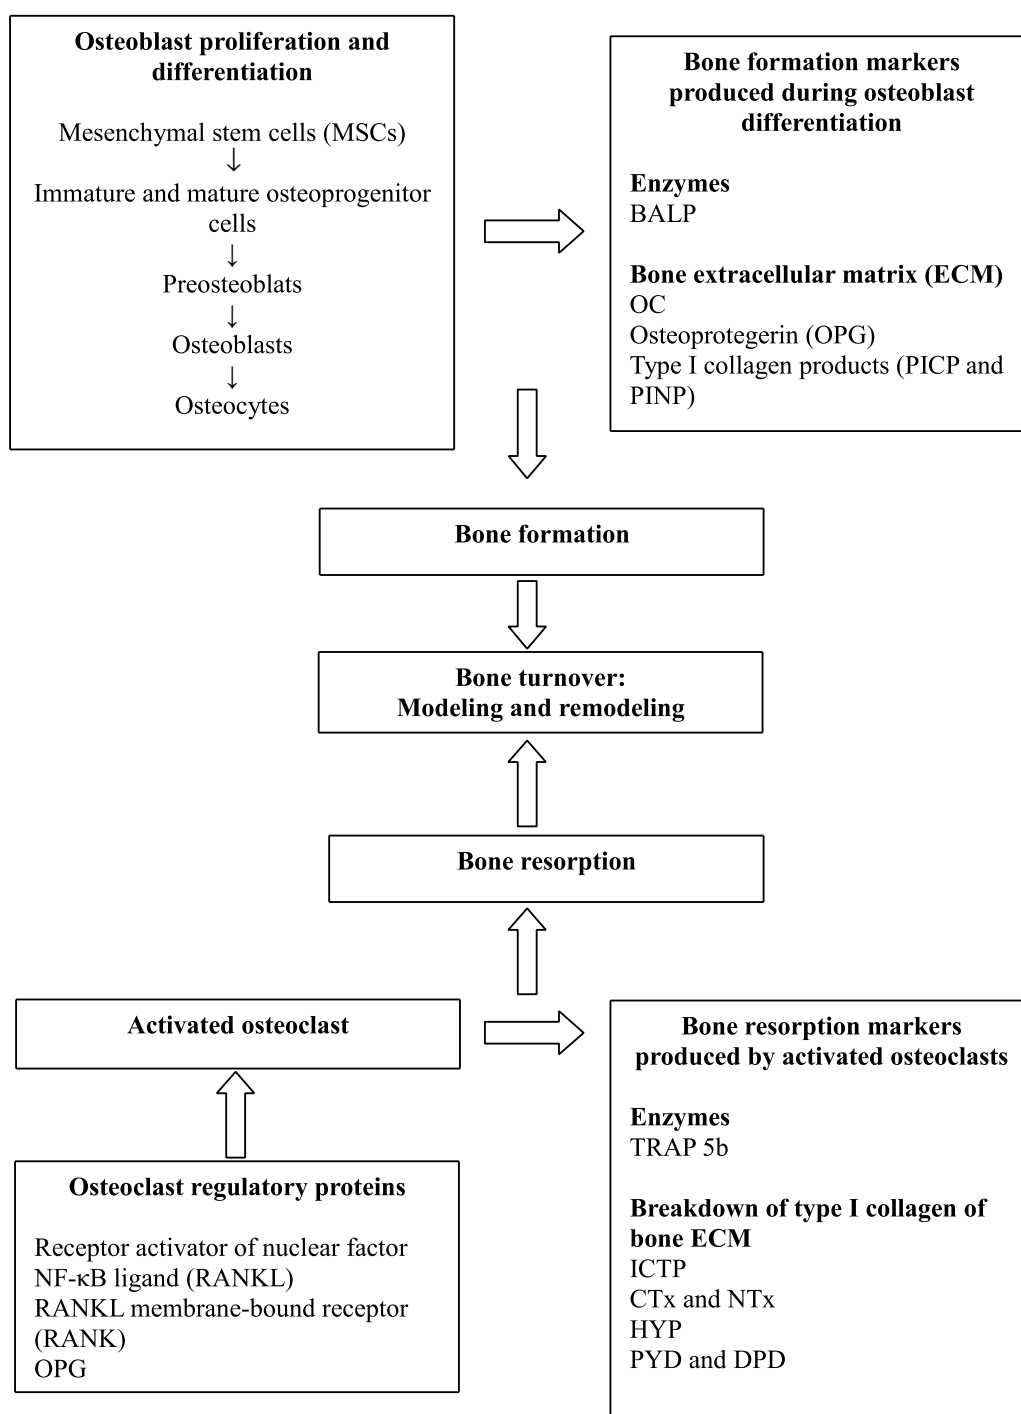 Osteoblast proliferation and
differentiation
Mesenchymal stem cells (MSCs)
↓
Immature and mature osteoprogenitor
cells
↓
Preosteoblats
↓
Osteoblasts
↓
Osteocytes
Bone formation markers
produced during osteoblast
differentiation
Enzymes
BALP
Bone extracellular matrix (ECM)
OC
Osteoprotegerin (OPG)
Type I collagen products (PICP and
PINP)
Bone formation
Bone turnover:
Modeling and remodeling
Bone resorption
Activated osteoclast
Osteoclast regulatory proteins
Receptor activator of nuclear factor
NF-κB ligand (RANKL)
RANKL membrane-bound receptor
(RANK)
OPG
Bone resorption markers
produced by activated osteoclasts
Enzymes
TRAP 5b
Breakdown of type I collagen of
bone ECM
ICTP
CTx and NTx
HYP
PYD and DPD